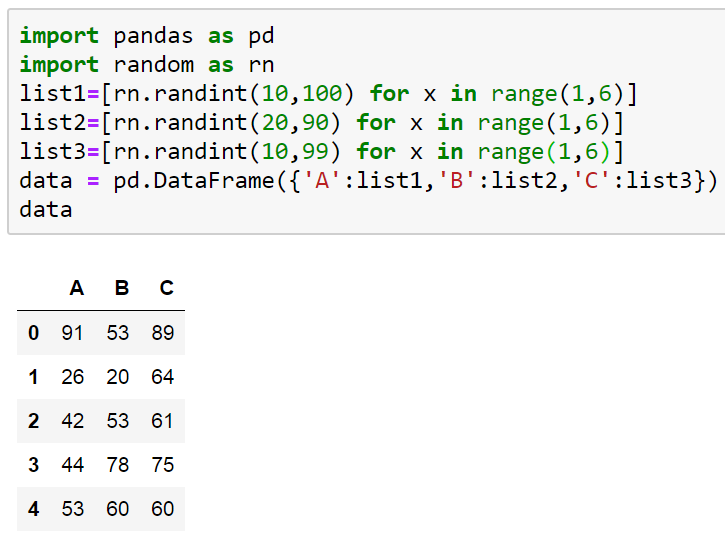 import pandas as pd
import random as rn
list1=[rn.randint(10,100) for x in range(1,6)]
list2=[rn.randint(20,90) for x in range(1,6)]
list3=[rn.randint(10,99) for x in range(1,6)]
data = pd.DataFrame({'A':list1,'B':list2,'C':list3})
data
A B C
0 91 53 89
1 26 20 64
2 42 53 61
3 44 78 75
4 53 60 60